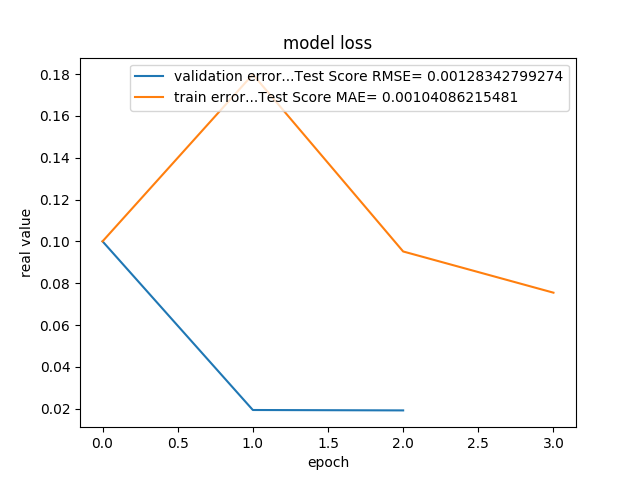 model loss
validation error...Test Score RMSE= 0.00128342799274
train error...Test Score MAE= 0.00104086215481
real value
0.18
0.16
0.14
0.12
0.10
0.08
0.06
0.04
0.02
0.0 0.5 1.0 1.5 2.0 2.5 3.0
epoch